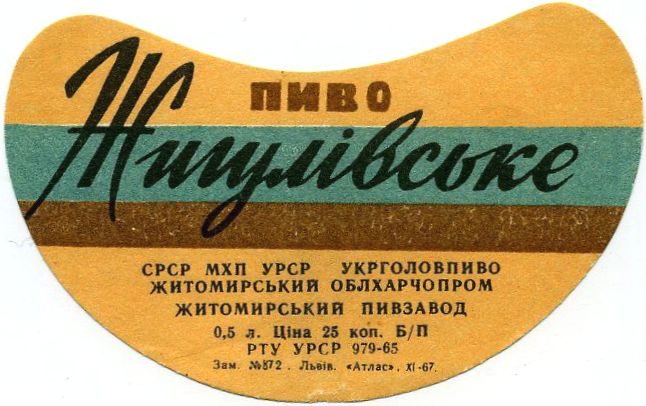 ПИВО
Жигулівське
СРСР МХП УРСР УКРГОЛОВПИВО
ЖИТОМИРСЬКИЙ ОБЛХАРЧОПРОМ
ЖИТОМИРСЬКИЙ ПИВЗАВОД
0,5 л. Ціна 25 коп. Б/П
РТУ УРСР 979-65
Зам. №872. Львів. «Атлас». XI-67.